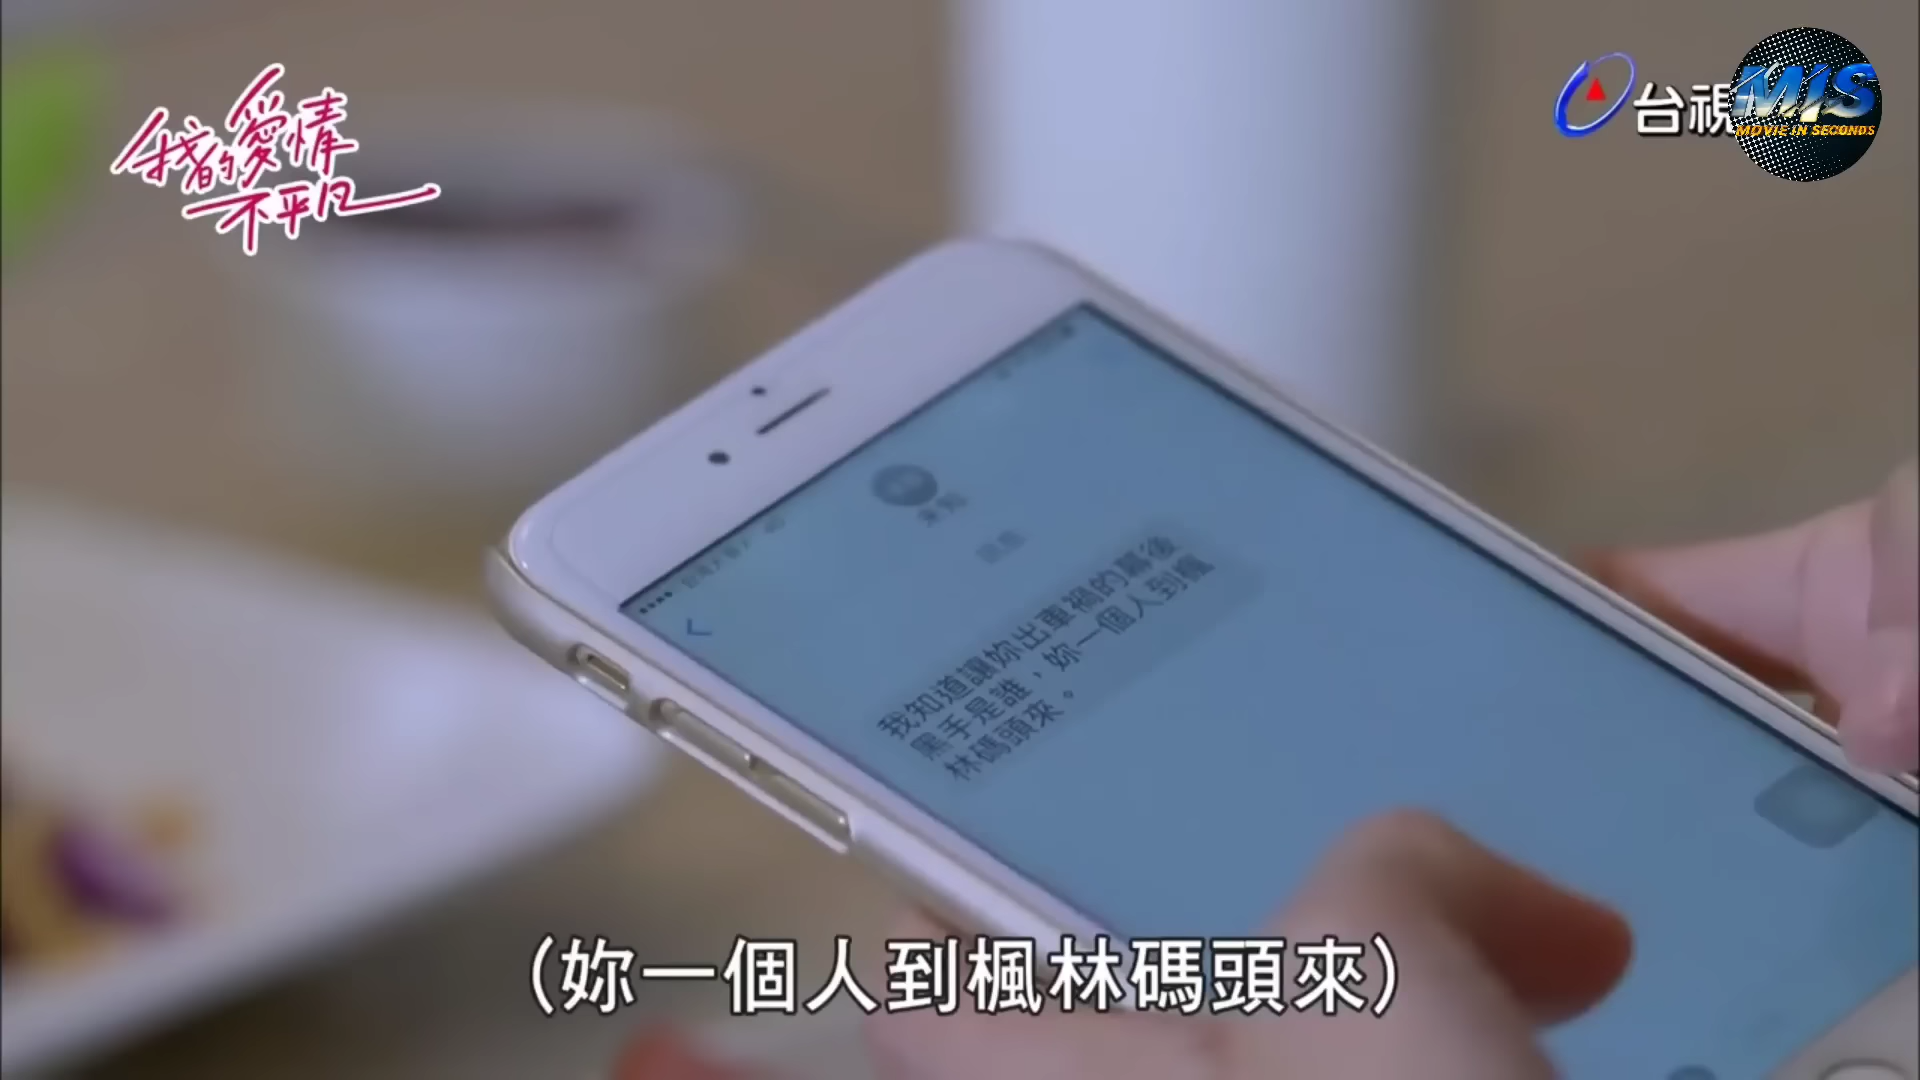 我的愛情
不平凡
台視
MIS
MOVIE IN SECONDS
我知道讓妳出車禍的幕後
黑手是誰，妳一個人到楓
林碼頭來。
(妳一個人到楓林碼頭來)